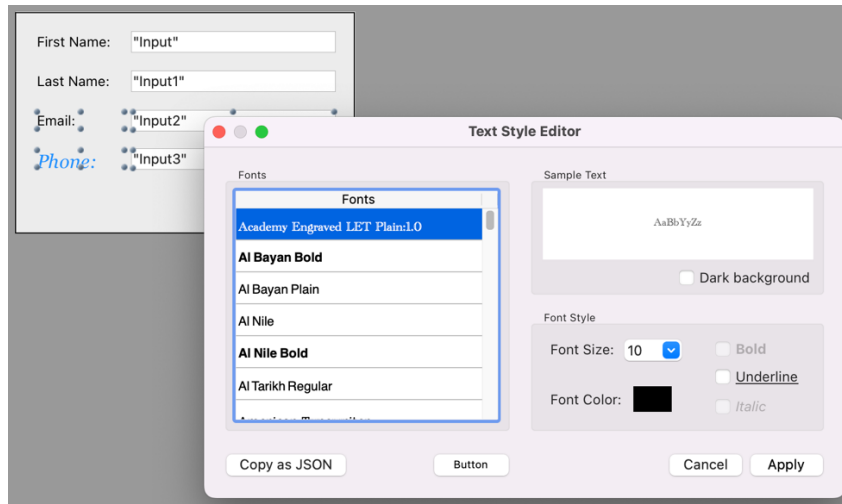 First Name: "Input"
Last Name: "Input1"
Email: "Input2"
Phone: "Input3"
Text Style Editor
Fonts
Fonts
Academy Engraved LET Plain:1.0
Al Bayan Bold
Al Bayan Plain
Al Nile
Al Nile Bold
Al Tarikh Regular
Sample Text
AaBbYyZz
Dark background
Font Style
Font Size: 10
Bold
Underline
Font Color:
Italic
Copy as JSON
Button
Cancel
Apply